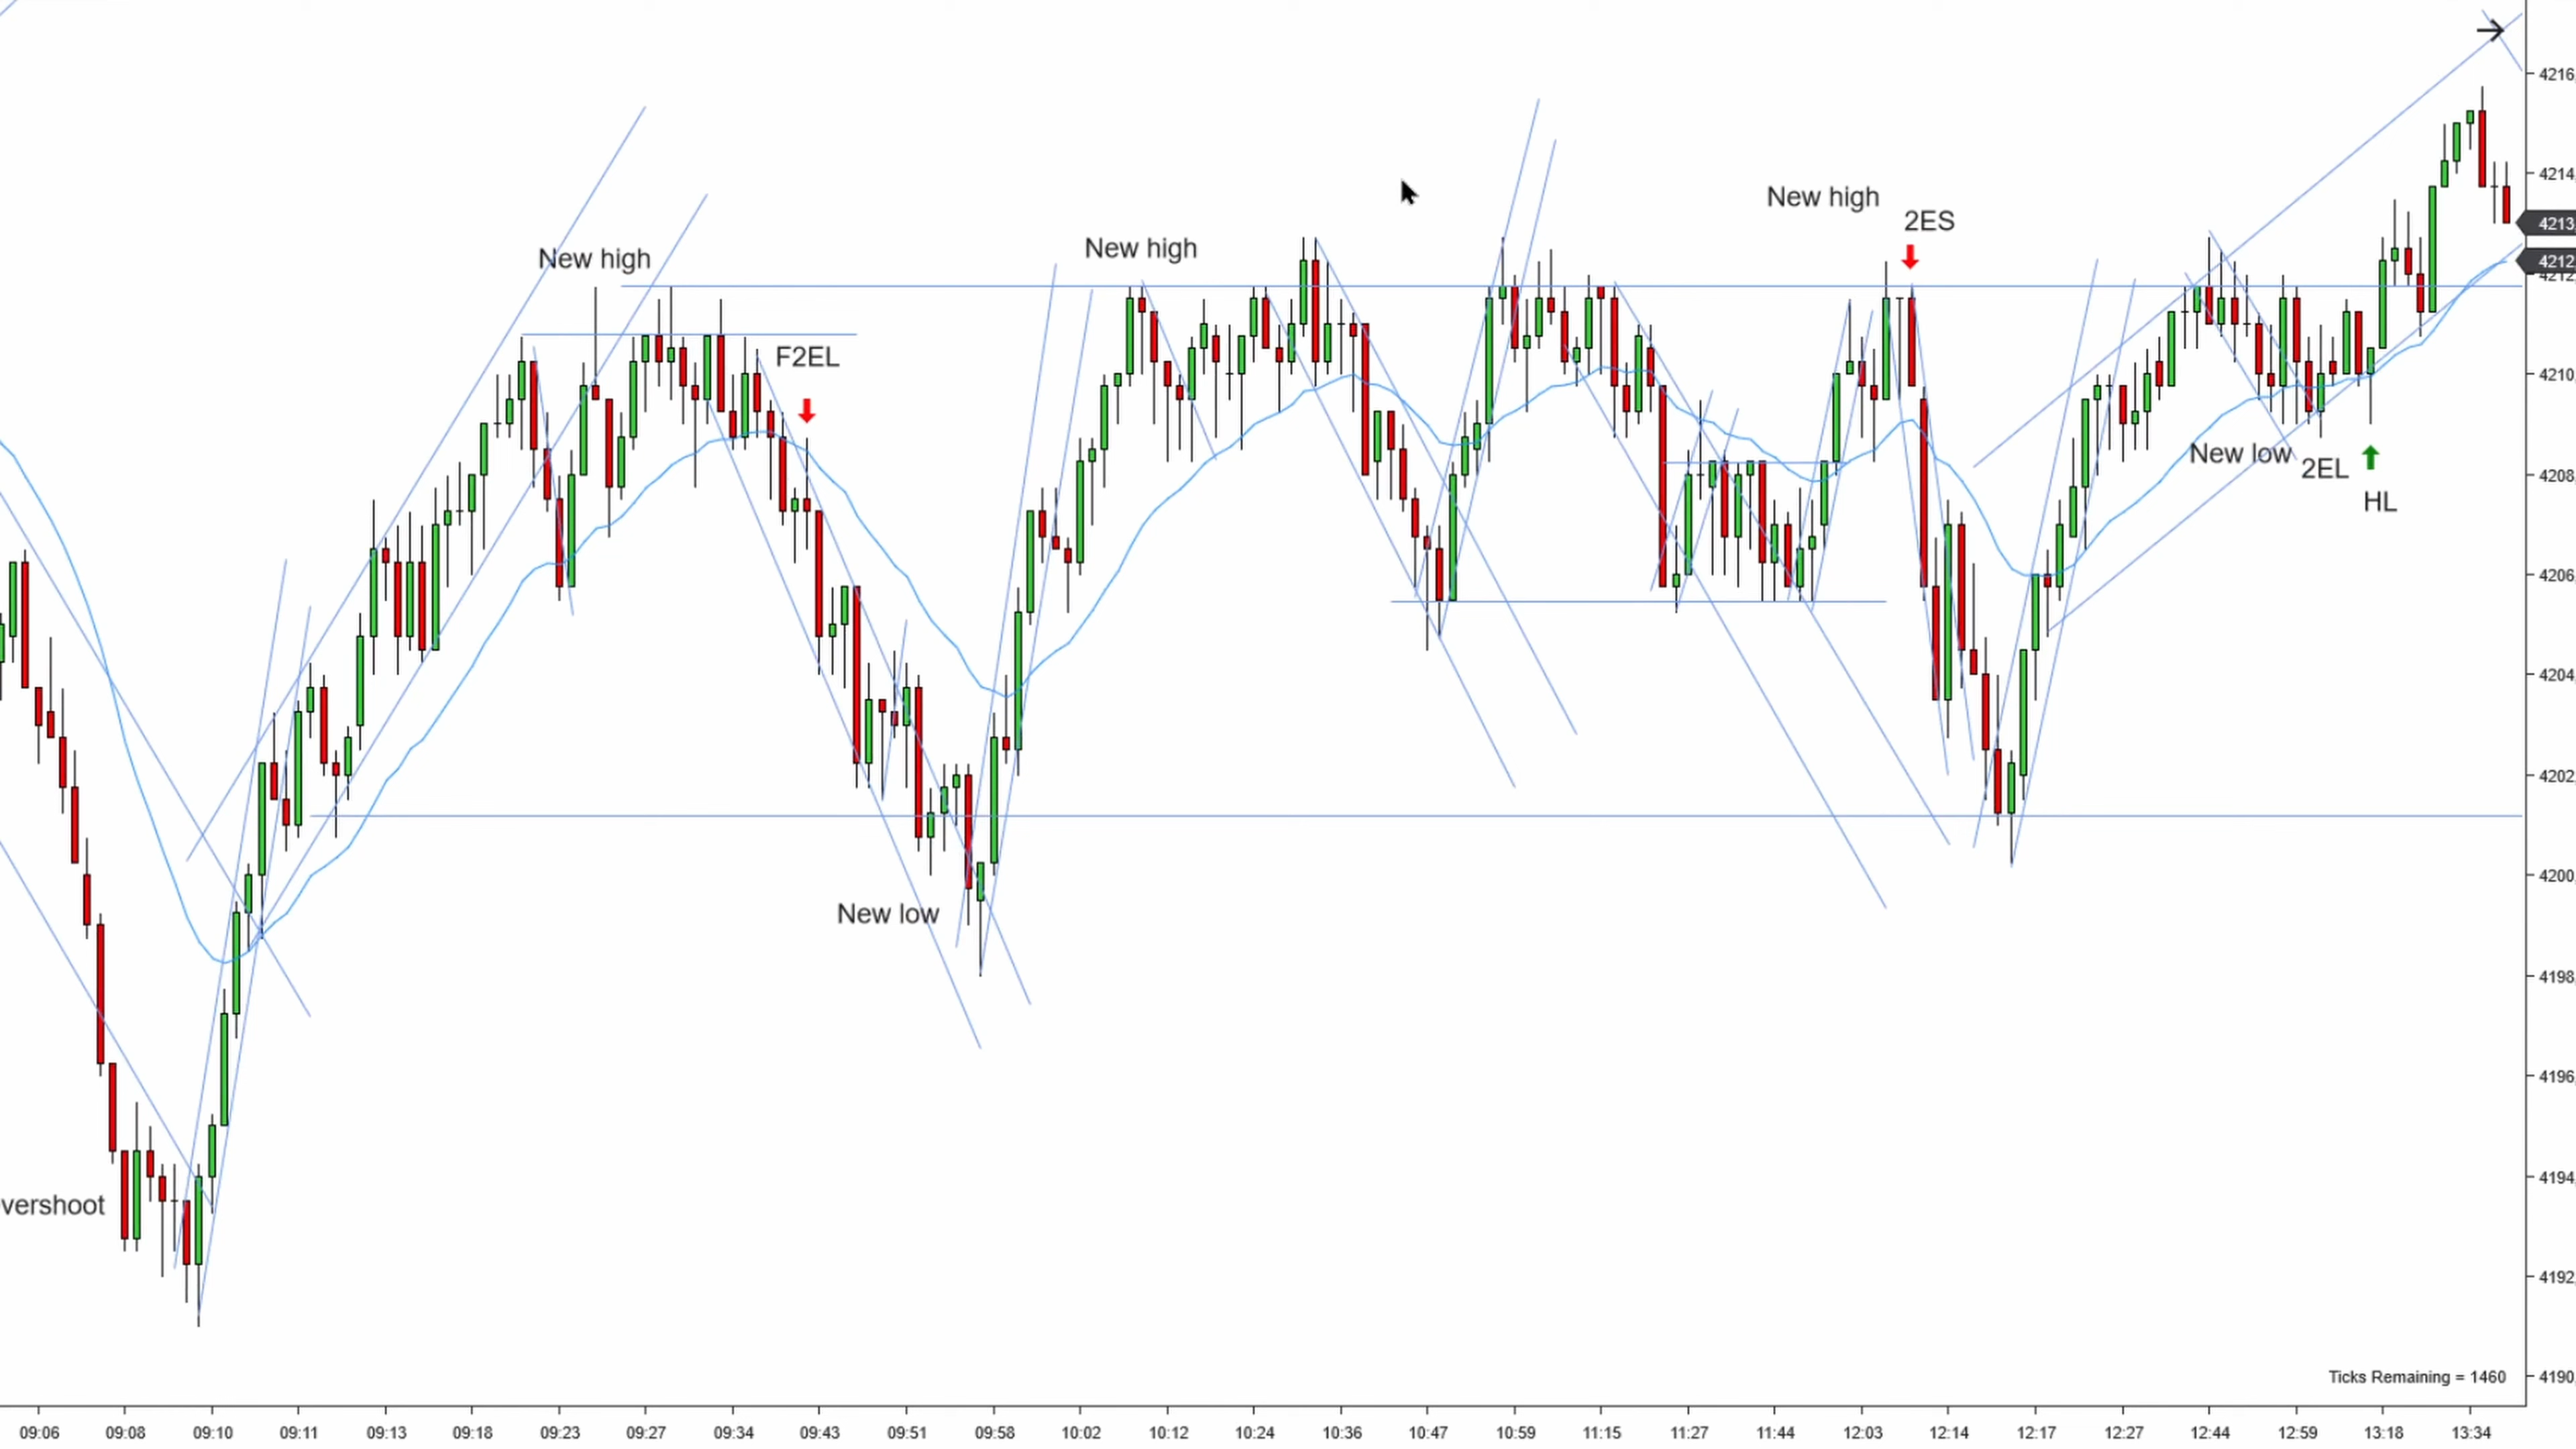 4216
4214
New high
2ES
4213
New high
New high
4212
F2EL
4210
New low
2EL
HL
4208
4206
4204
4202
New low
4200
4198
4196
vershoot
4194
4192
Ticks Remaining = 1460
4190
09:06 09:08 09:10 09:11 09:13 09:18 09:23 09:27 09:34 09:43 09:51 09:58 10:02 10:12 10:24 10:36 10:47 10:59 11:15 11:27 11:44 12:03 12:14 12:17 12:27 12:44 12:59 13:18 13:34